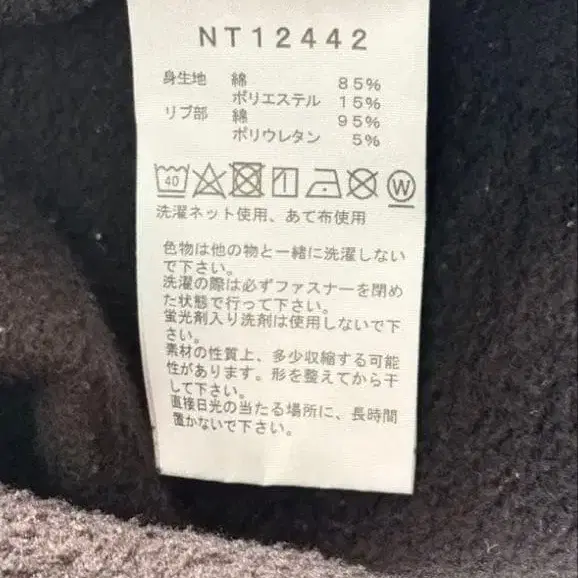 NT12442
身生地 綿 85%
ポリエステル 15%
リブ部 綿 95%
ポリウレタン 5%
40 W
洗濯ネット使用、あて布使用
色物は他の物と一緒に洗濯しない
で下さい。
洗濯の際は必ずファスナーを閉め
た状態で行って下さい。
蛍光剤入り洗剤は使用しないで下
さい。
素材の性質上、多少収縮する可能
性があります。形を整えてから干
して下さい。
直接日光の当たる場所に、長時間
置かないで下さい。